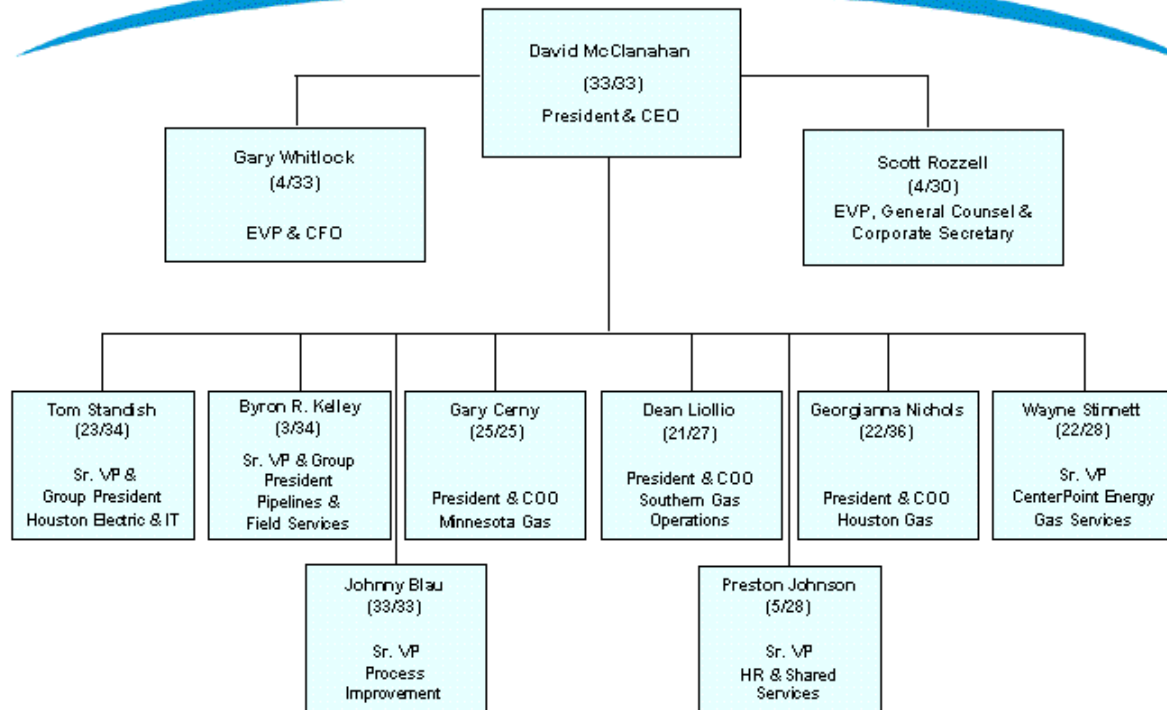 David McClanahan
(33/33)
President & CEO
Gary Whitlock
(4/33)
EVP & CFO
Scott Rozzell
(4/30)
EVP, General Counsel &
Corporate Secretary
Tom Standish
(23/34)
Sr. VP &
Group President
Houston Electric & IT
Byron R. Kelley
(3/34)
Sr. VP & Group
President
Pipelines &
Field Services
Gary Cerny
(25/25)
President & COO
Minnesota Gas
Dean Liollio
(21/27)
President & COO
Southern Gas
Operations
Georgianna Nichols
(22/36)
President & COO
Houston Gas
Wayne Stinnett
(22/28)
Sr. VP
CenterPoint Energy
Gas Services
Johnny Blau
(33/33)
Sr. VP
Process
Improvement
Preston Johnson
(5/28)
Sr. VP
HR & Shared
Services